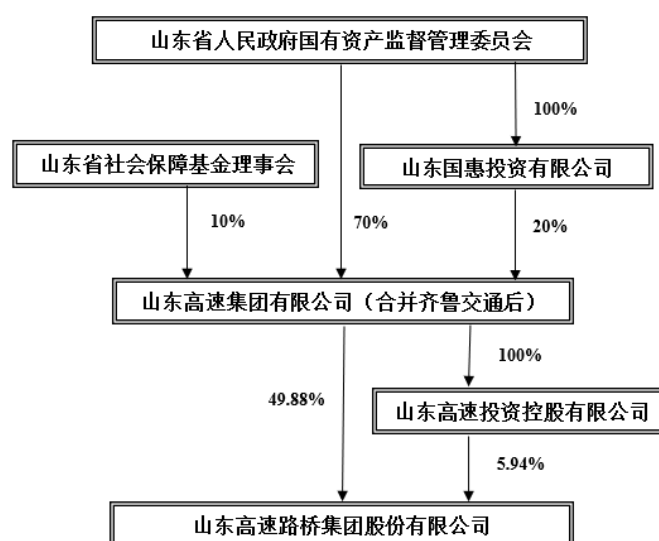 山东省人民政府国有资产监督管理委员会
100%
山东省社会保障基金理事会
山东国惠投资有限公司
10%
70%
20%
山东高速集团有限公司（合并齐鲁交通后）
100%
49.88%
山东高速投资控股有限公司
5.94%
山东高速路桥集团股份有限公司